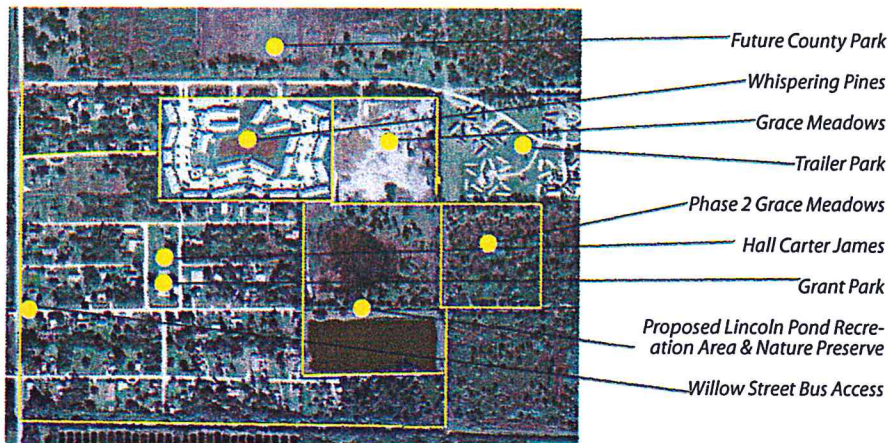 Future County Park
Whispering Pines
Grace Meadows
Trailer Park
Phase 2 Grace Meadows
Hall Carter James
Grant Park
Proposed Lincoln Pond Recre-
ation Area & Nature Preserve
Willow Street Bus Access